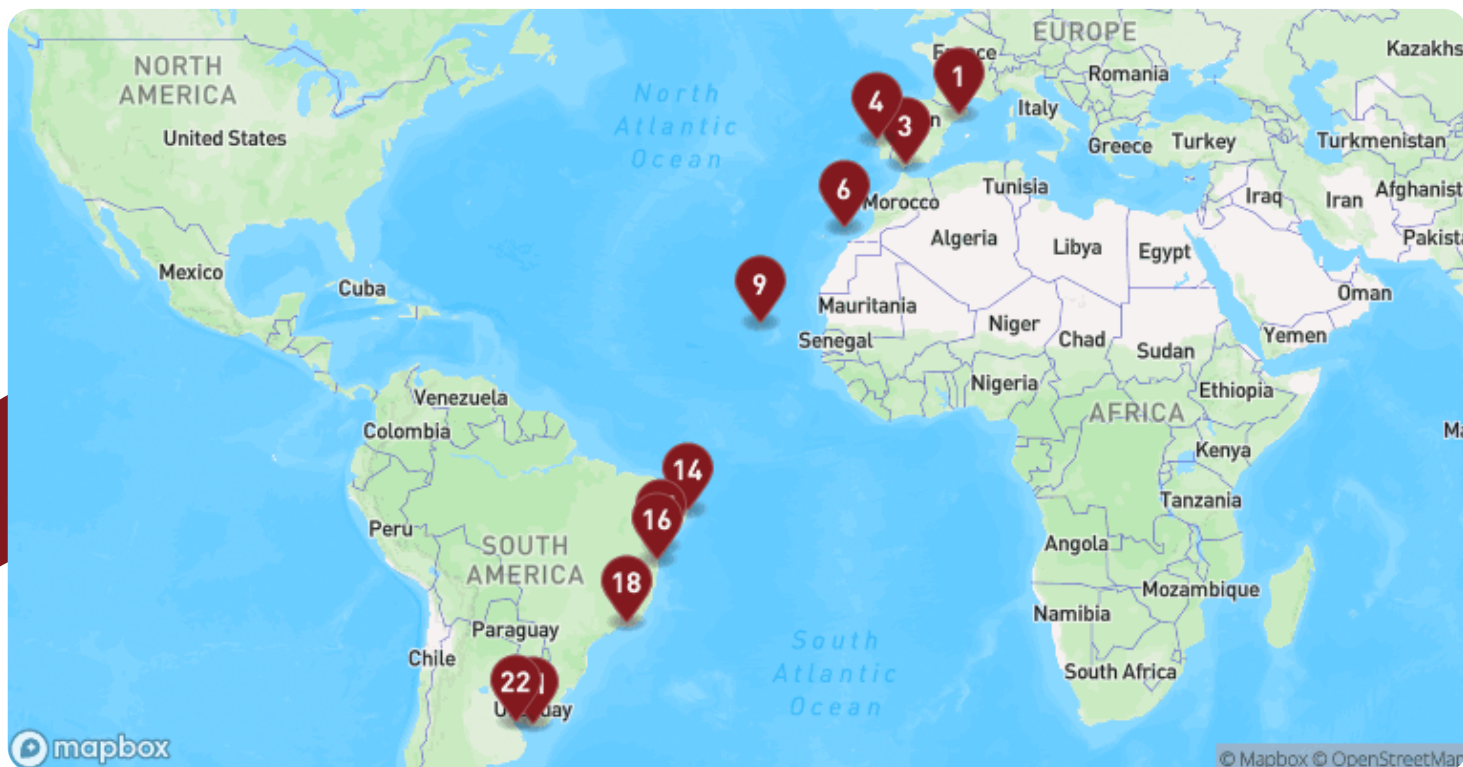 EUROPE
France
Kazakhs
NORTH
AMERICA
Romania
1
North
Atlantic
Ocean
4
Italy
3
United States
Greece
Turkey
Turkmenistan
6
Tunisia
Morocco
Iraq
Iran
Afghanist
Algeria
Libya
Egypt
Pakista
Mexico
Cuba
9
Mauritania
Oman
Niger
Chad
Yemen
Senegal
Sudan
Nigeria
Ethiopia
Venezuela
AFRICA
Colombia
Kenya
Ma
14
Tanzania
16
Peru
SOUTH
AMERICA
Angola
18
Mozambique
Namibia
Paraguay
South
Atlantic
Ocean
Chile
South Africa
22
mapbox
© Mapbox © OpenStreetMap